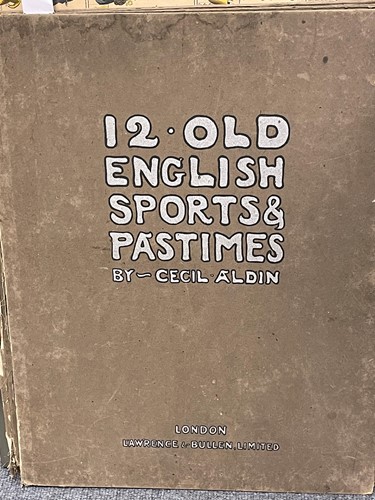 12·OLD
ENGLISH
SPORTS&
PASTIMES
BY~CECIL·ALDIN
LONDON
LAWRENCE & BULLEN, LIMITED